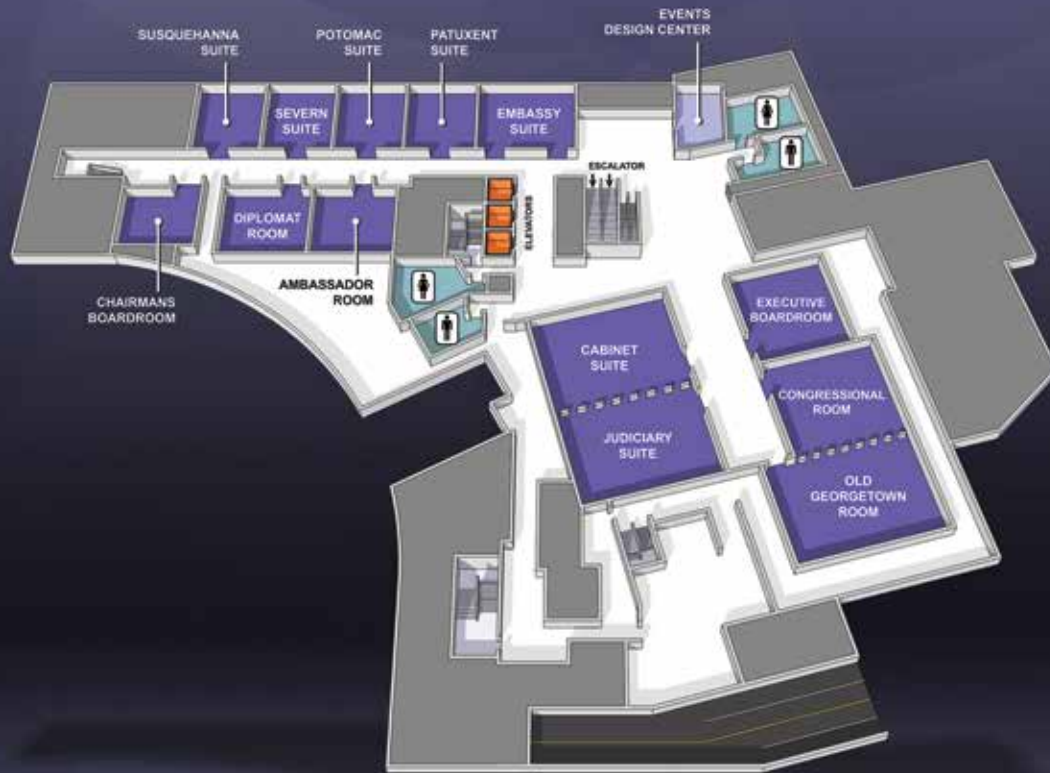 EVENTS
DESIGN CENTER
SUSQUEHANNA
SUITE
POTOMAC
SUITE
PATUXENT
SUITE
SEVERN
SUITE
EMBASSY
SUITE
ESCALATOR
ELEVATORS
DIPLOMAT
ROOM
AMBASSADOR
ROOM
CHAIRMANS
BOARDROOM
EXECUTIVE
BOARDROOM
CABINET
SUITE
CONGRESSIONAL
ROOM
JUDICIARY
SUITE
OLD
GEORGETOWN
ROOM